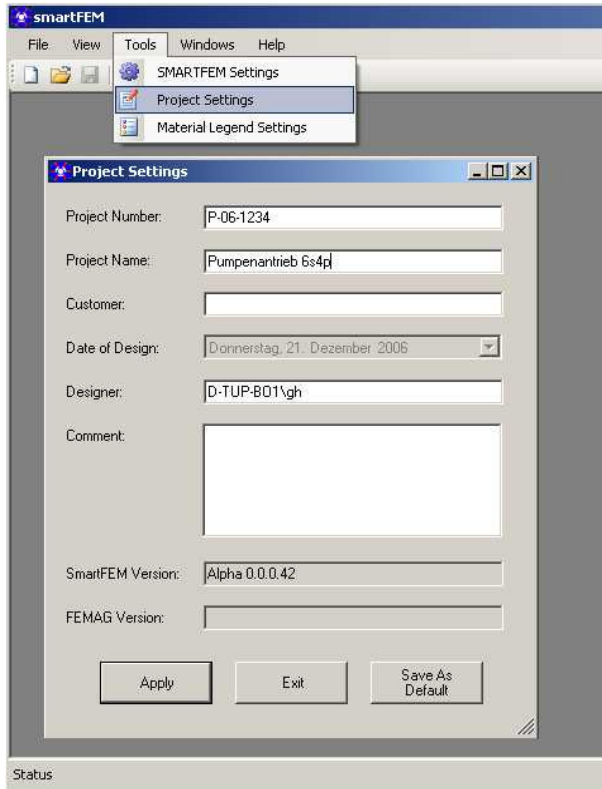 smartFEM
File View Tools Windows Help
SMARTFEM Settings
Project Settings
Material Legend Settings
Project Settings
Project Number: P-06-1234
Project Name: Pumpenantrieb 6s4p
Customer:
Date of Design: Donnerstag, 21. Dezember 2006
Designer: D-TUP-BO1\gh
Comment:
SmartFEM Version: Alpha 0.0.0.42
FEMAG Version:
Apply Exit Save As
Default
Status